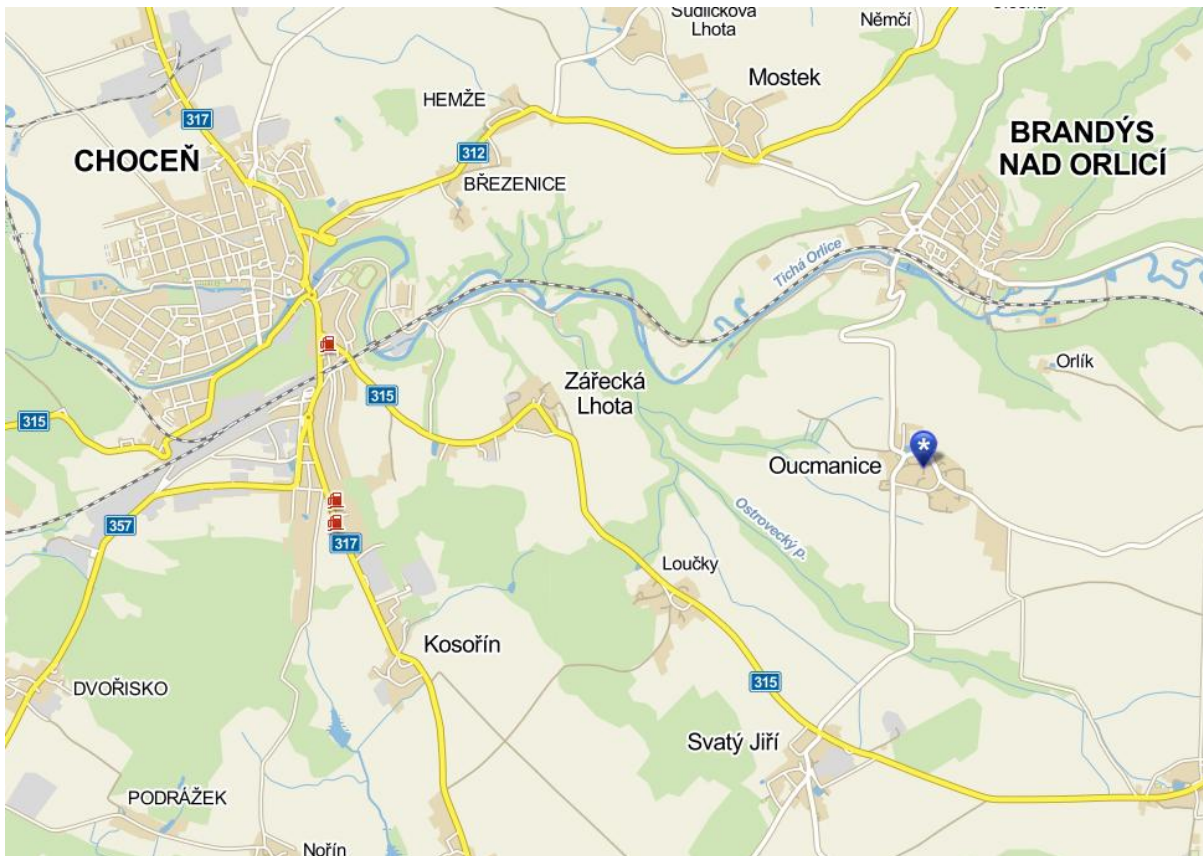 Sudličkova
Lhota
Němčí
Mostek
HEMŽE
317
CHOCEŇ
312
BŘEZENICE
BRANDÝS
NAD ORLICÍ
Tichá Orlice
Orlík
Zářecká
Lhota
315
315
Oucmanice
*
Ostrovecký p.
357
317
Loučky
Kosořín
315
DVOŘISKO
Svatý Jiří
PODRÁŽEK
Nořín